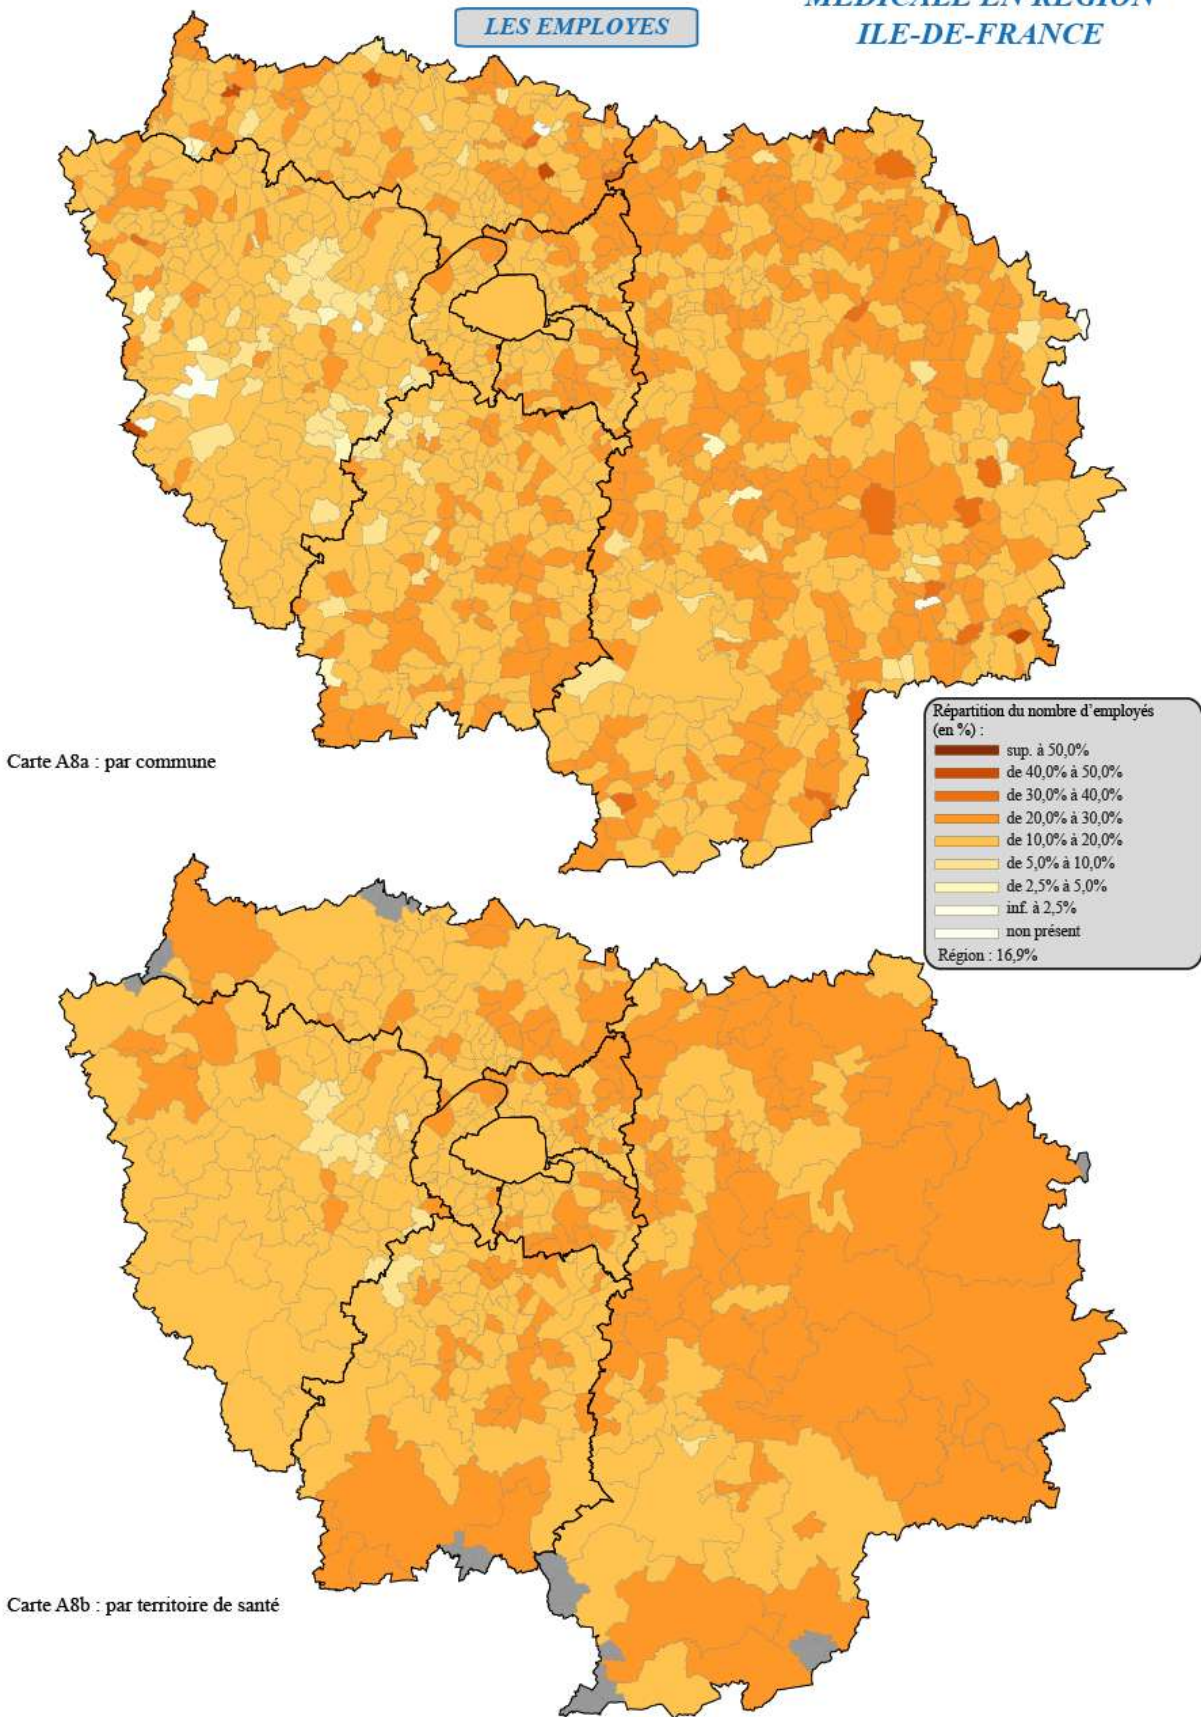 MEDICALE EN REGION
LES EMPLOYES
ILE-DE-FRANCE
Carte A8a : par commune
Répartition du nombre d'employés
(en %) :
sup. à 50,0%
de 40,0% à 50,0%
de 30,0% à 40,0%
de 20,0% à 30,0%
de 10,0% à 20,0%
de 5,0% à 10,0%
de 2,5% à 5,0%
inf. à 2,5%
non présent
Région : 16,9%
Carte A8b : par territoire de santé